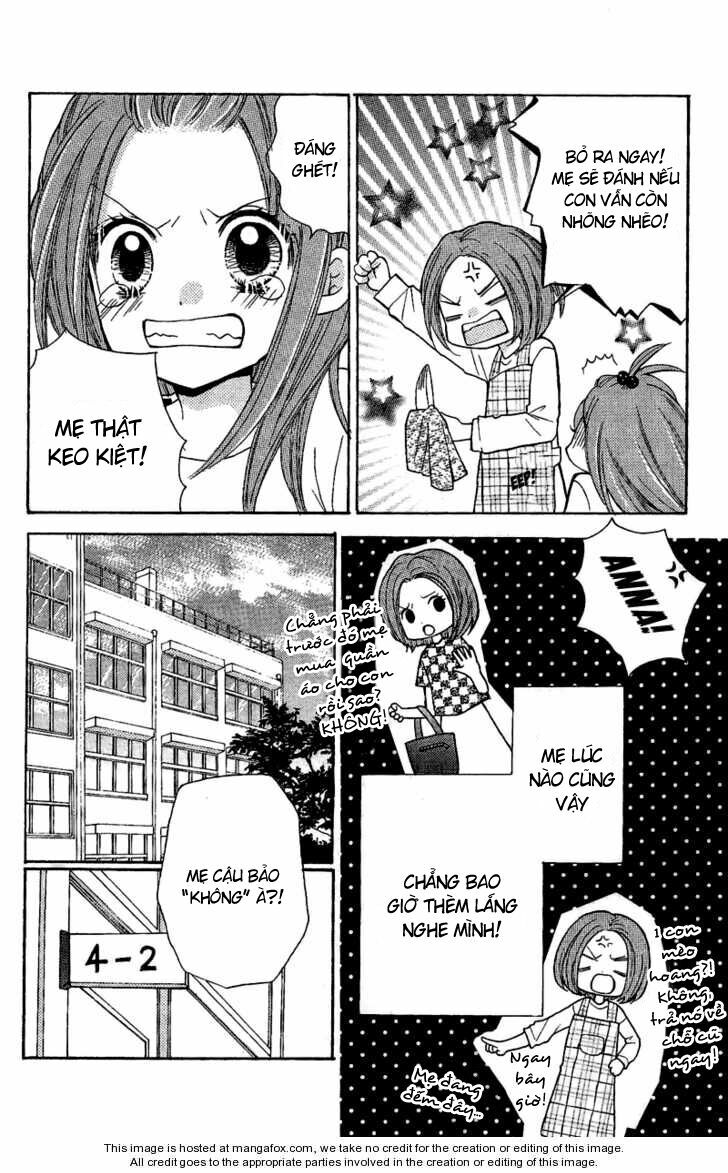 BỎ RA NGAY!
MẸ SẼ ĐÁNH NẾU
CON VẪN CÒN
NHÕNG NHẼO!
EEP!
ĐÁNG
GHÉT!
MẸ THẬT
KEO KIỆT!
ANNA!
Chẳng phải
trước đó mẹ
mua quần
áo cho con
rồi sao?
KHÔNG!
MẸ LÚC
NÀO CŨNG
VẬY
CHẲNG BAO
GIỜ THÈM LẮNG
NGHE MÌNH!
1 con
mèo
hoang?!
Không,
trả nó về
chỗ cũ
ngay!
Ngay
bây
giờ!
Mẹ đang
đếm đây...
MẸ CẬU BẢO
"KHÔNG" À?!
4-2
This image is hosted at mangafox.com, we take no credit for the creation or editing of this image.
All credit goes to the appropriate parties involved in the creation or editing of this image.